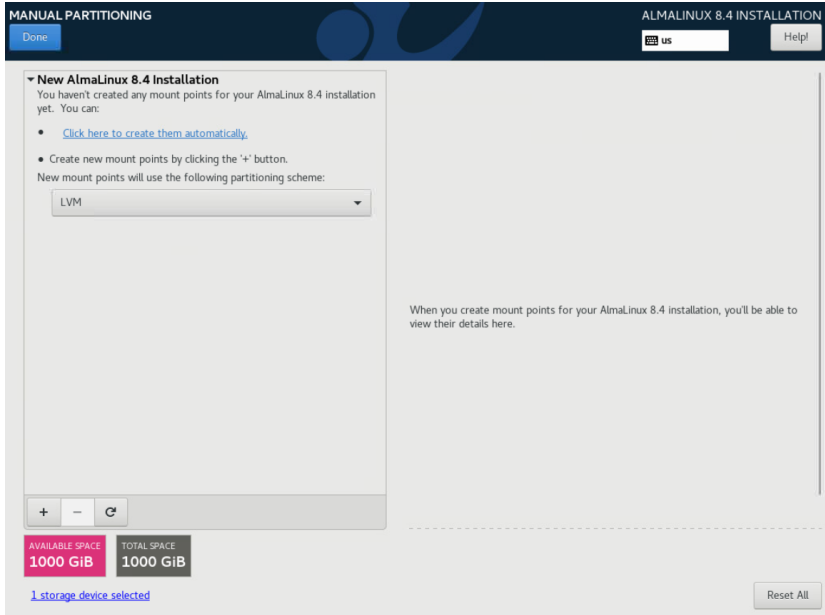 MANUAL PARTITIONING
ALMALINUX 8.4 INSTALLATION
Done
us
Help!
New AlmaLinux 8.4 Installation
You haven't created any mount points for your AlmaLinux 8.4 installation
yet. You can:
• Click here to create them automatically.
• Create new mount points by clicking the '+' button.
New mount points will use the following partitioning scheme:
LVM
When you create mount points for your AlmaLinux 8.4 installation, you'll be able to
view their details here.
+ −
AVAILABLE SPACE
1000 GiB
TOTAL SPACE
1000 GiB
1 storage device selected
Reset All